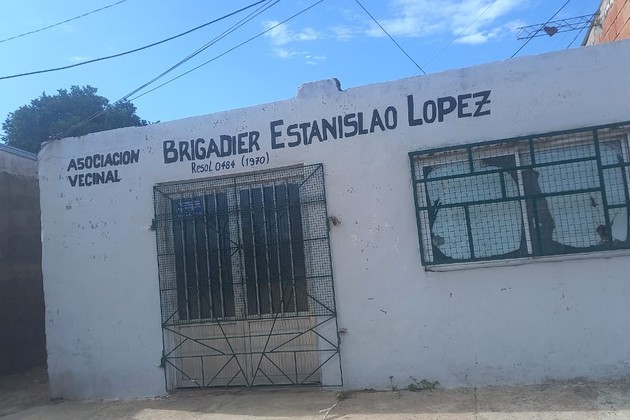 ASOCIACION
VECINAL
BRIGADIER ESTANISLAO LOPEZ
RESOL 0484 (1970)